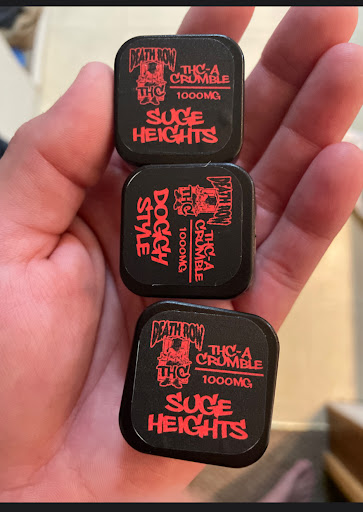 DEATH ROW
THC
THC-A
CRUMBLE
1000MG
SUGE
HEIGHTS
DEATH ROW
THC
THC-A
CRUMBLE
1000MG
DOGGY
STYLE
DEATH ROW
THC
THC-A
CRUMBLE
1000MG
SUGE
HEIGHTS